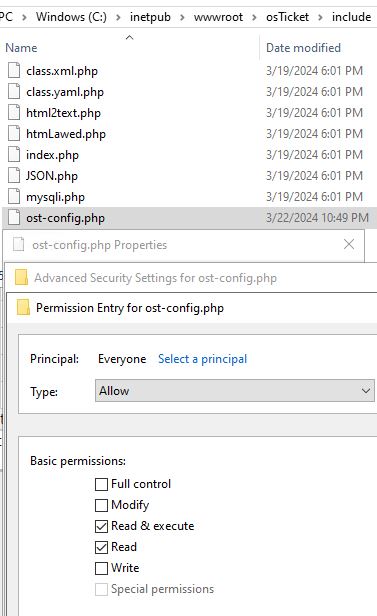 PC > Windows (C:) > inetpub > wwwroot > osTicket > include
Name Date modified
class.xml.php 3/19/2024 6:01 PM
class.yaml.php 3/19/2024 6:01 PM
html2text.php 3/19/2024 6:01 PM
htmLawed.php 3/19/2024 6:01 PM
index.php 3/19/2024 6:01 PM
JSON.php 3/19/2024 6:01 PM
mysqli.php 3/19/2024 6:01 PM
ost-config.php 3/22/2024 10:49 PM
ost-config.php Properties
Advanced Security Settings for ost-config.php
Permission Entry for ost-config.php
Principal: Everyone Select a principal
Type: Allow
Basic permissions:
Full control
Modify
Read & execute
Read
Write
Special permissions